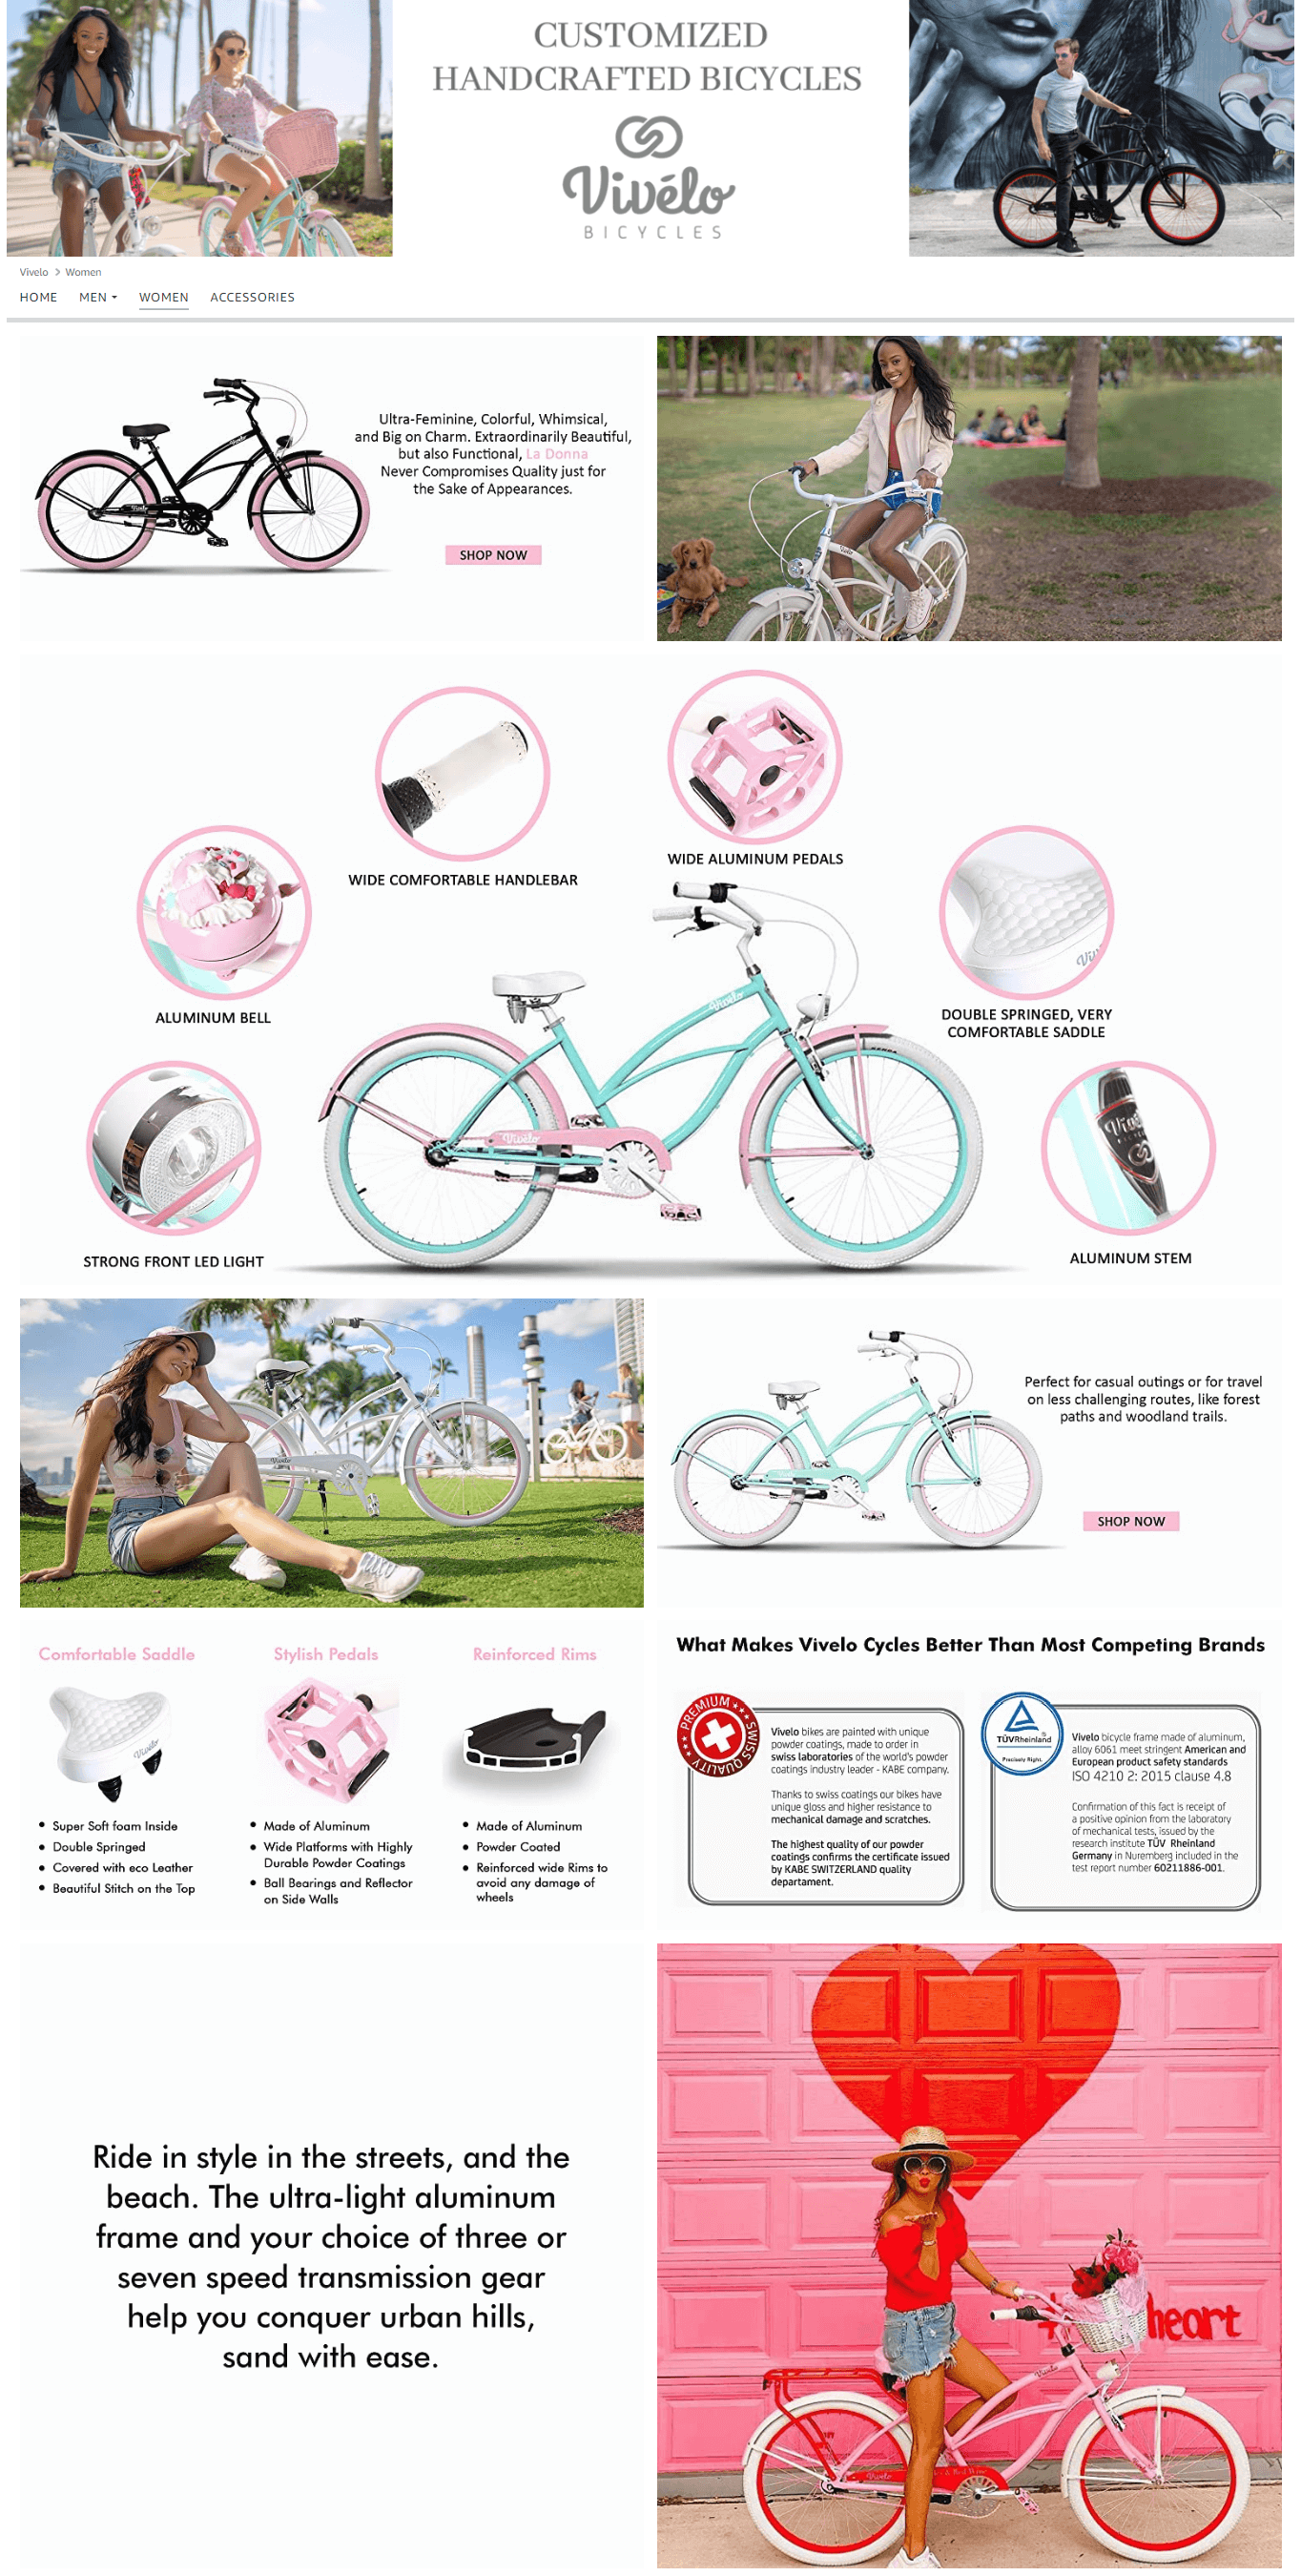 CUSTOMIZED
HANDCRAFTED BICYCLES
Vivélo
BICYCLES
Vivelo > Women
HOME MEN WOMEN ACCESSORIES
Ultra-Feminine, Colorful, Whimsical,
and Big on Charm. Extraordinarily Beautiful,
but also Functional, La Donna
Never Compromises Quality just for
the Sake of Appearances.
SHOP NOW
WIDE COMFORTABLE HANDLEBAR
WIDE ALUMINUM PEDALS
ALUMINUM BELL
DOUBLE SPRINGED, VERY
COMFORTABLE SADDLE
STRONG FRONT LED LIGHT
ALUMINUM STEM
Vivélo
Vivélo
Perfect for casual outings or for travel
on less challenging routes, like forest
paths and woodland trails.
SHOP NOW
Comfortable Saddle
Vivélo
• Super Soft foam Inside
• Double Springed
• Covered with eco Leather
• Beautiful Stitch on the Top
Stylish Pedals
• Made of Aluminum
• Wide Platforms with Highly
Durable Powder Coatings
• Ball Bearings and Reflector
on Side Walls
Reinforced Rims
• Made of Aluminum
• Powder Coated
• Reinforced wide Rims to
avoid any damage of
wheels
What Makes Vivelo Cycles Better Than Most Competing Brands
PREMIUM SWISS QUALITY
Vivelo bikes are painted with unique
powder coatings, made to order in
swiss laboratories of the world's powder
coatings industry leader - KABE company.
Thanks to swiss coatings our bikes have
unique gloss and higher resistance to
mechanical damage and scratches.
The highest quality of our powder
coatings confirms the certificate issued
by KABE SWITZERLAND quality
departament.
TÜVRheinland®
Precisely Right.
Vivelo bicycle frame made of aluminum,
alloy 6061 meet stringent American and
European product safety standards
ISO 4210 2: 2015 clause 4.8
Confirmation of this fact is receipt of
a positive opinion from the laboratory
of mechanical tests, issued by the
research institute TÜV Rheinland
Germany in Nuremberg included in the
test report number 60211886-001.
Ride in style in the streets, and the
beach. The ultra-light aluminum
frame and your choice of three or
seven speed transmission gear
help you conquer urban hills,
sand with ease.
heart